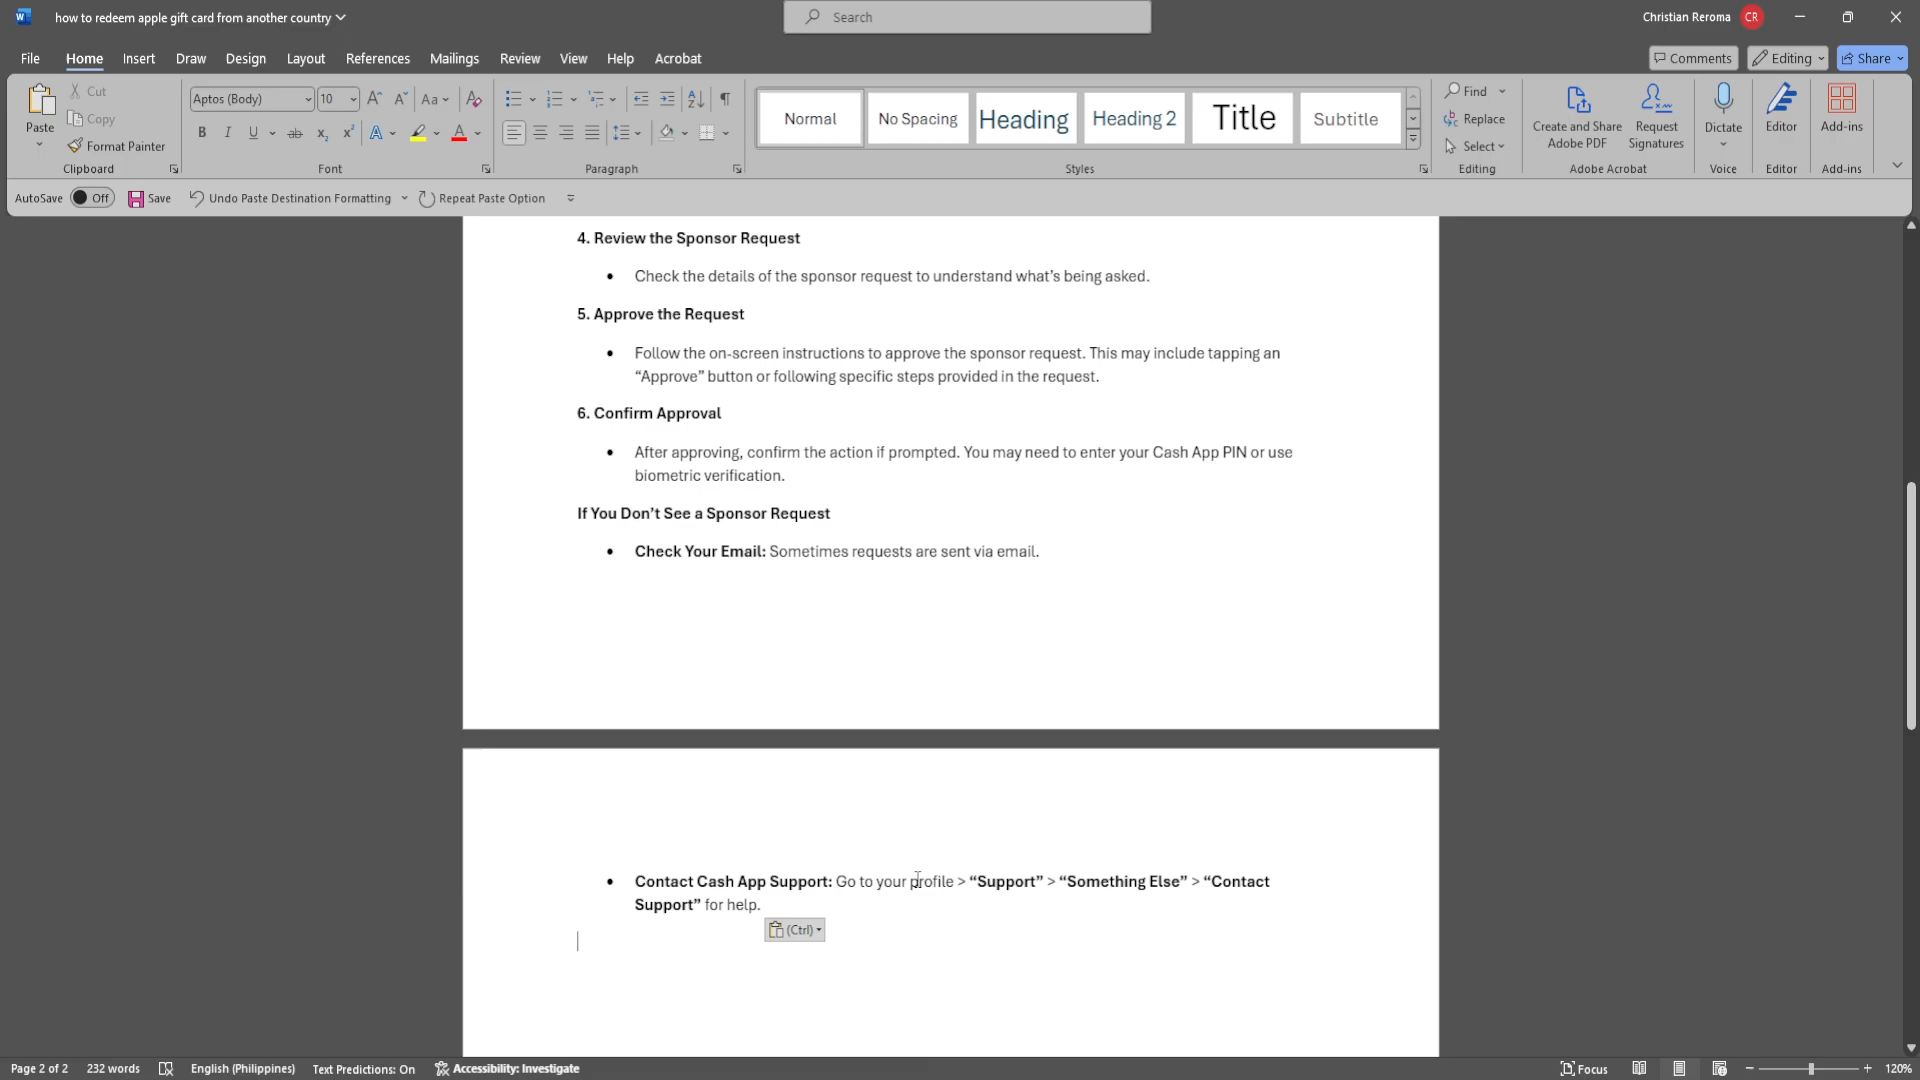 how to redeem apple gift card from another country
Search
Christian Reroma
CR
File
Home
Insert
Draw
Design
Layout
References
Mailings
Review
View
Help
Acrobat
Comments
Editing
Share
Paste
Cut
Copy
Format Painter
Clipboard
Aptos (Body)
10
Font
Paragraph
Normal
No Spacing
Heading
Heading 2
Title
Subtitle
Styles
Find
Replace
Select
Editing
Create and Share
Adobe PDF
Request
Signatures
Adobe Acrobat
Dictate
Voice
Editor
Editor
Add-ins
Add-ins
AutoSave
Off
Save
Undo Paste Destination Formatting
Repeat Paste Option
4. Review the Sponsor Request
• Check the details of the sponsor request to understand what’s being asked.
5. Approve the Request
• Follow the on-screen instructions to approve the sponsor request. This may include tapping an
“Approve” button or following specific steps provided in the request.
6. Confirm Approval
• After approving, confirm the action if prompted. You may need to enter your Cash App PIN or use
biometric verification.
If You Don’t See a Sponsor Request
• Check Your Email: Sometimes requests are sent via email.
• Contact Cash App Support: Go to your profile > “Support” > “Something Else” > “Contact
Support” for help.
(Ctrl)
Page 2 of 2
232 words
English (Philippines)
Text Predictions: On
Accessibility: Investigate
Focus
120%